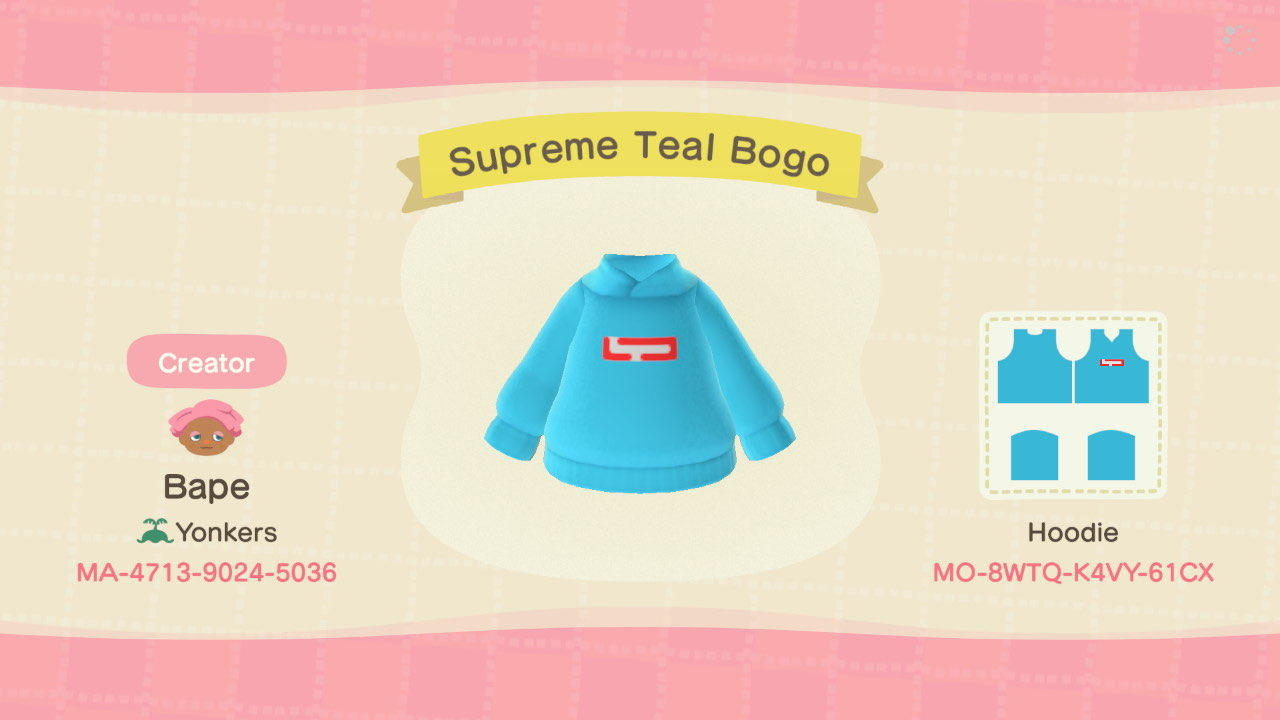 Supreme Teal Bogo
Creator
Bape
Yonkers
MA-4713-9024-5036
Hoodie
MO-8WTQ-K4VY-61CX